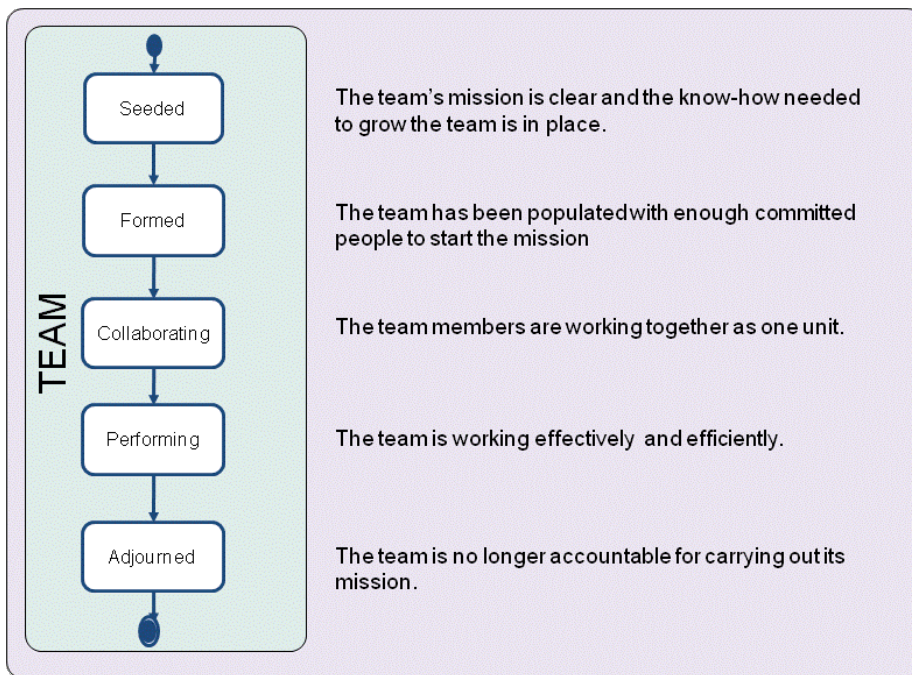 TEAM
Seeded
The team's mission is clear and the know-how needed
to grow the team is in place.
Formed
The team has been populated with enough committed
people to start the mission
Collaborating
The team members are working together as one unit.
Performing
The team is working effectively and efficiently.
Adjourned
The team is no longer accountable for carrying out its
mission.